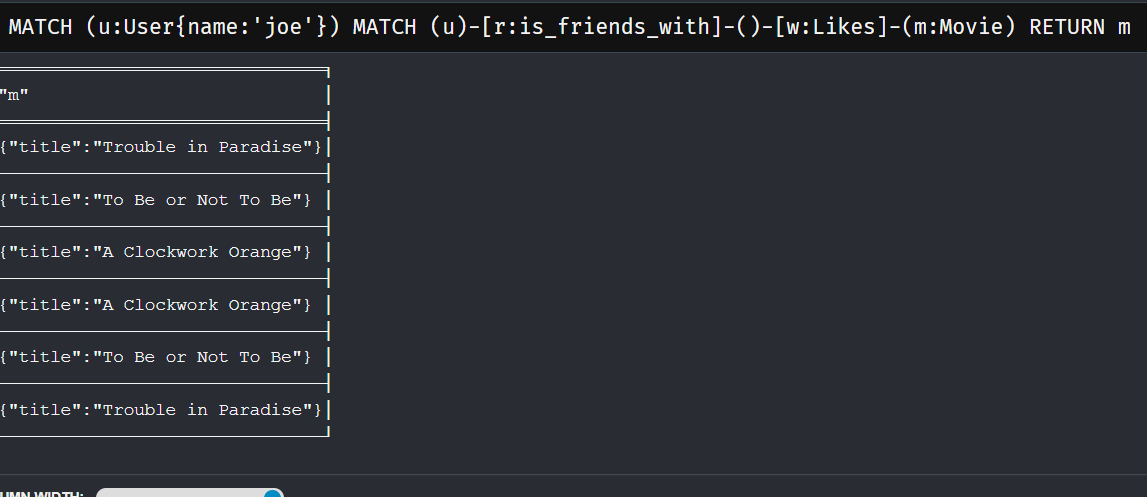 MATCH (u:User{name:'joe'}) MATCH (u)-[r:is_friends_with]-()-[w:Likes]-(m:Movie) RETURN m
"m"
{"title":"Trouble in Paradise"}
{"title":"To Be or Not To Be"}
{"title":"A Clockwork Orange"}
{"title":"A Clockwork Orange"}
{"title":"To Be or Not To Be"}
{"title":"Trouble in Paradise"}
UMN WIDTH: